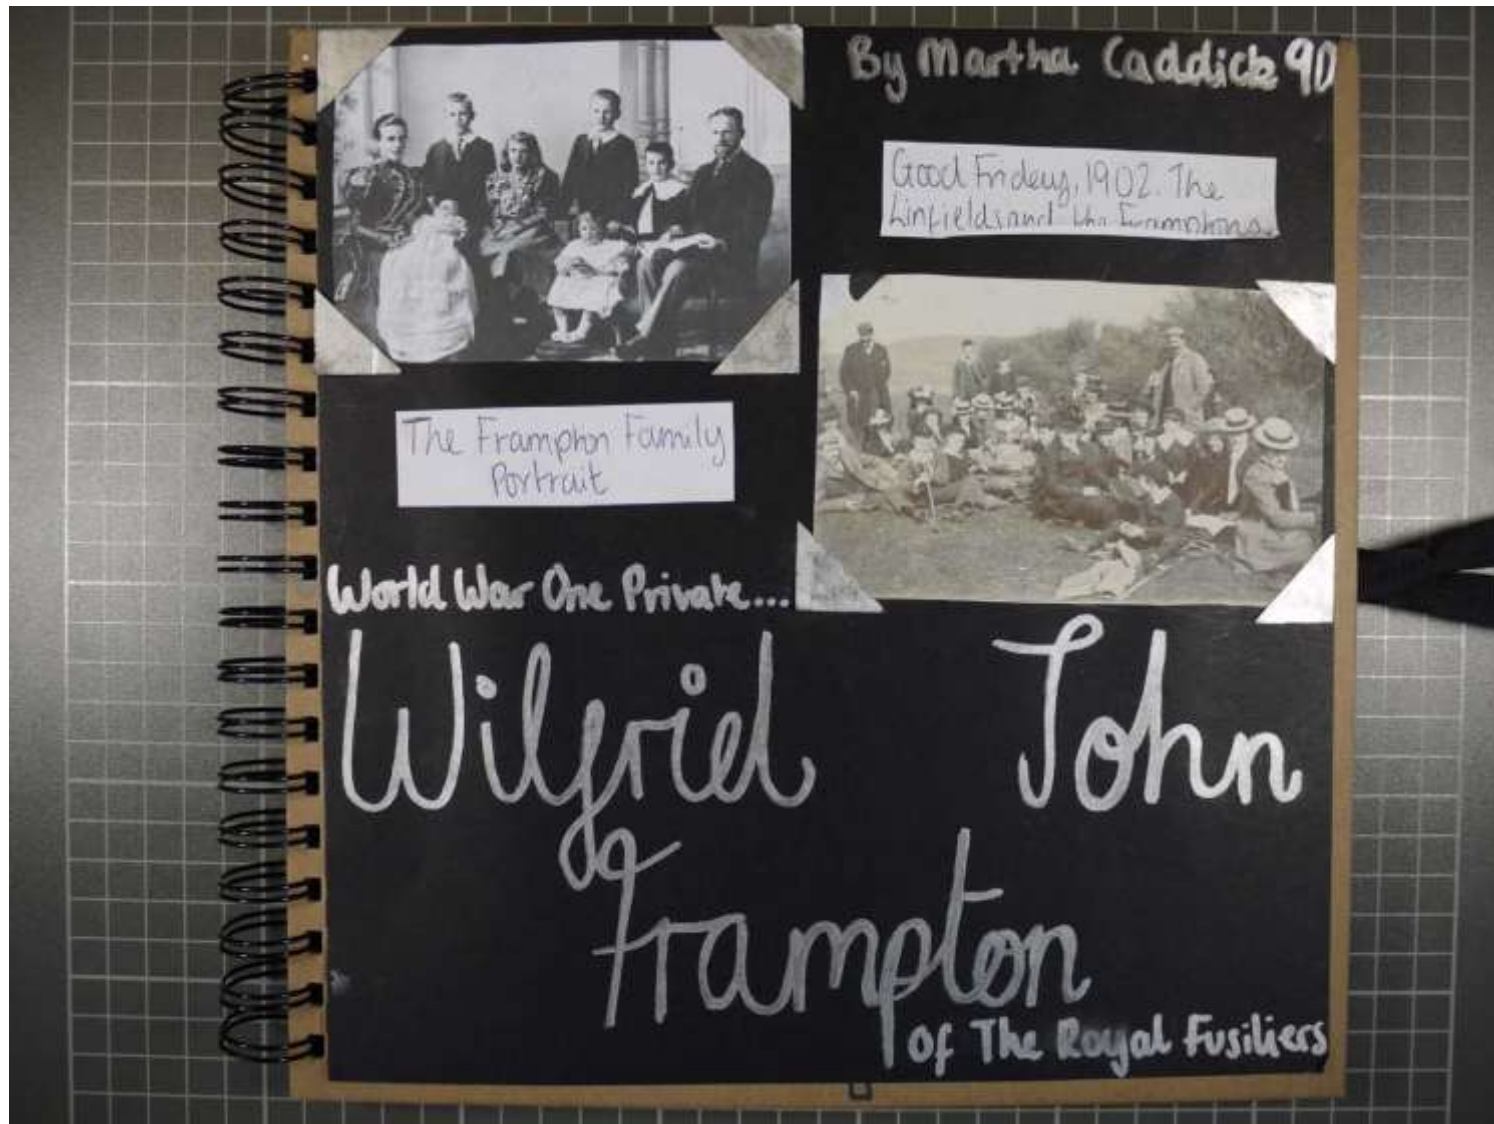 By Martha Caddick 9D
Good Friday, 1902. The
Linfields and the Framptons.
The Frampton Family
Portrait
World War One Private...
Wilfrid John
Frampton
of The Royal Fusiliers